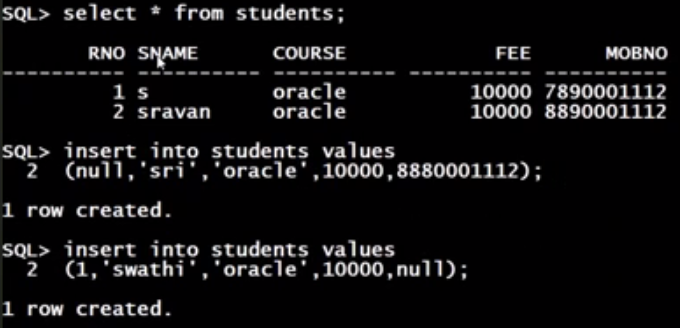 SQL> select * from students;
RNO SNAME COURSE FEE MOBNO
---------- ---------- ---------- ---------- ----------
1 s oracle 10000 7890001112
2 sravan oracle 10000 8890001112
SQL> insert into students values
2 (null,'sri','oracle',10000,8880001112);
1 row created.
SQL> insert into students values
2 (1,'swathi','oracle',10000,null);
1 row created.